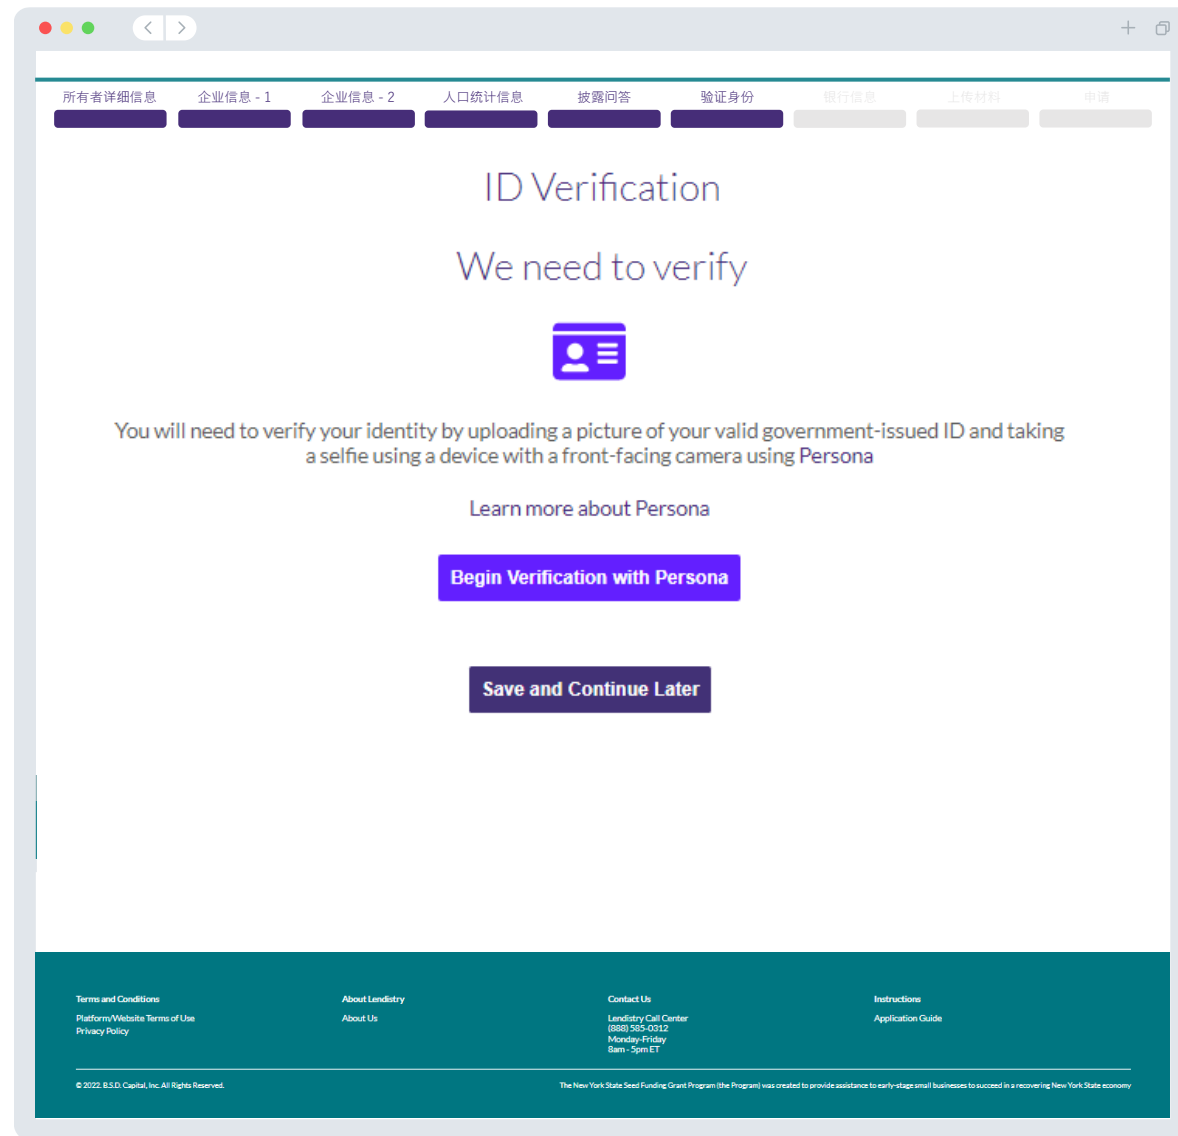 所有者详细信息 企业信息 - 1 企业信息 - 2 人口统计信息 披露问答 验证身份 银行信息 上传材料 申请
ID Verification
We need to verify
You will need to verify your identity by uploading a picture of your valid government-issued ID and taking
a selfie using a device with a front-facing camera using Persona
Learn more about Persona
Begin Verification with Persona
Save and Continue Later
Terms and Conditions
Platform/Website Terms of Use
Privacy Policy
About Lendistry
About Us
Contact Us
Lendistry Call Center
(888) 585-0312
Monday-Friday
8am - 5pm ET
Instructions
Application Guide
© 2022. B.S.D. Capital, Inc. All Rights Reserved.
The New York State Seed Funding Grant Program (the Program) was created to provide assistance to early-stage small businesses to succeed in a recovering New York State economy